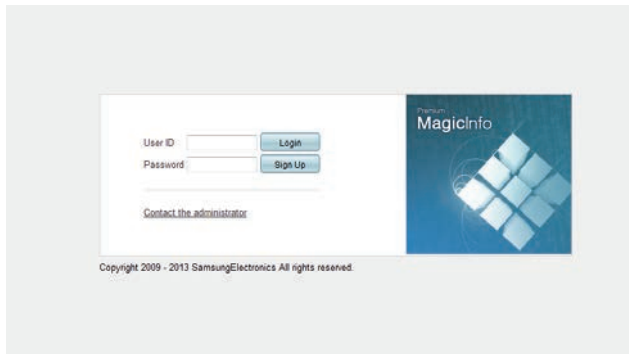 Premium
MagicInfo
User ID
Login
Password
Sign Up
Contact the administrator
Copyright 2009 - 2013 SamsungElectronics All rights reserved.